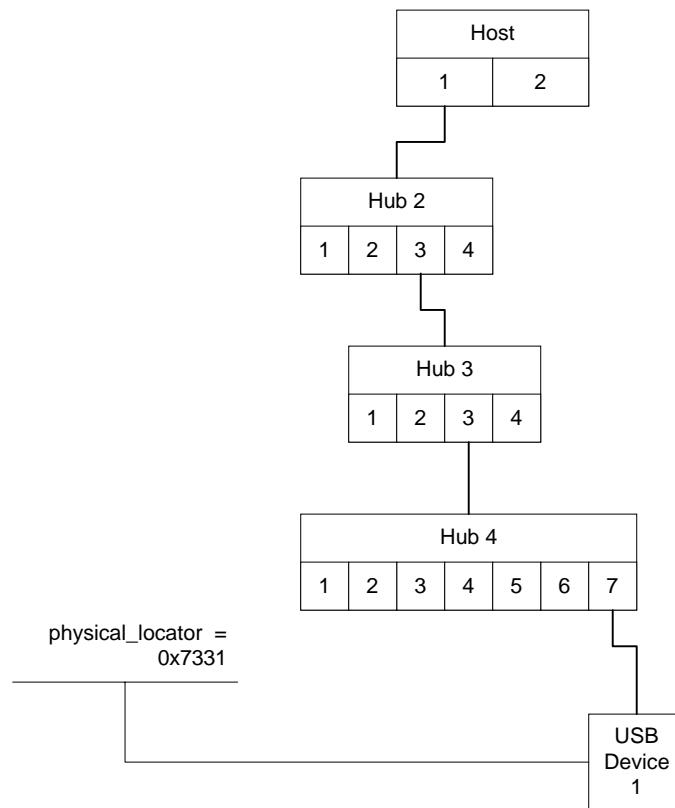 Host
1 2
Hub 2
1 2 3 4
Hub 3
1 2 3 4
Hub 4
1 2 3 4 5 6 7
physical_locator =
0x7331
USB
Device
1